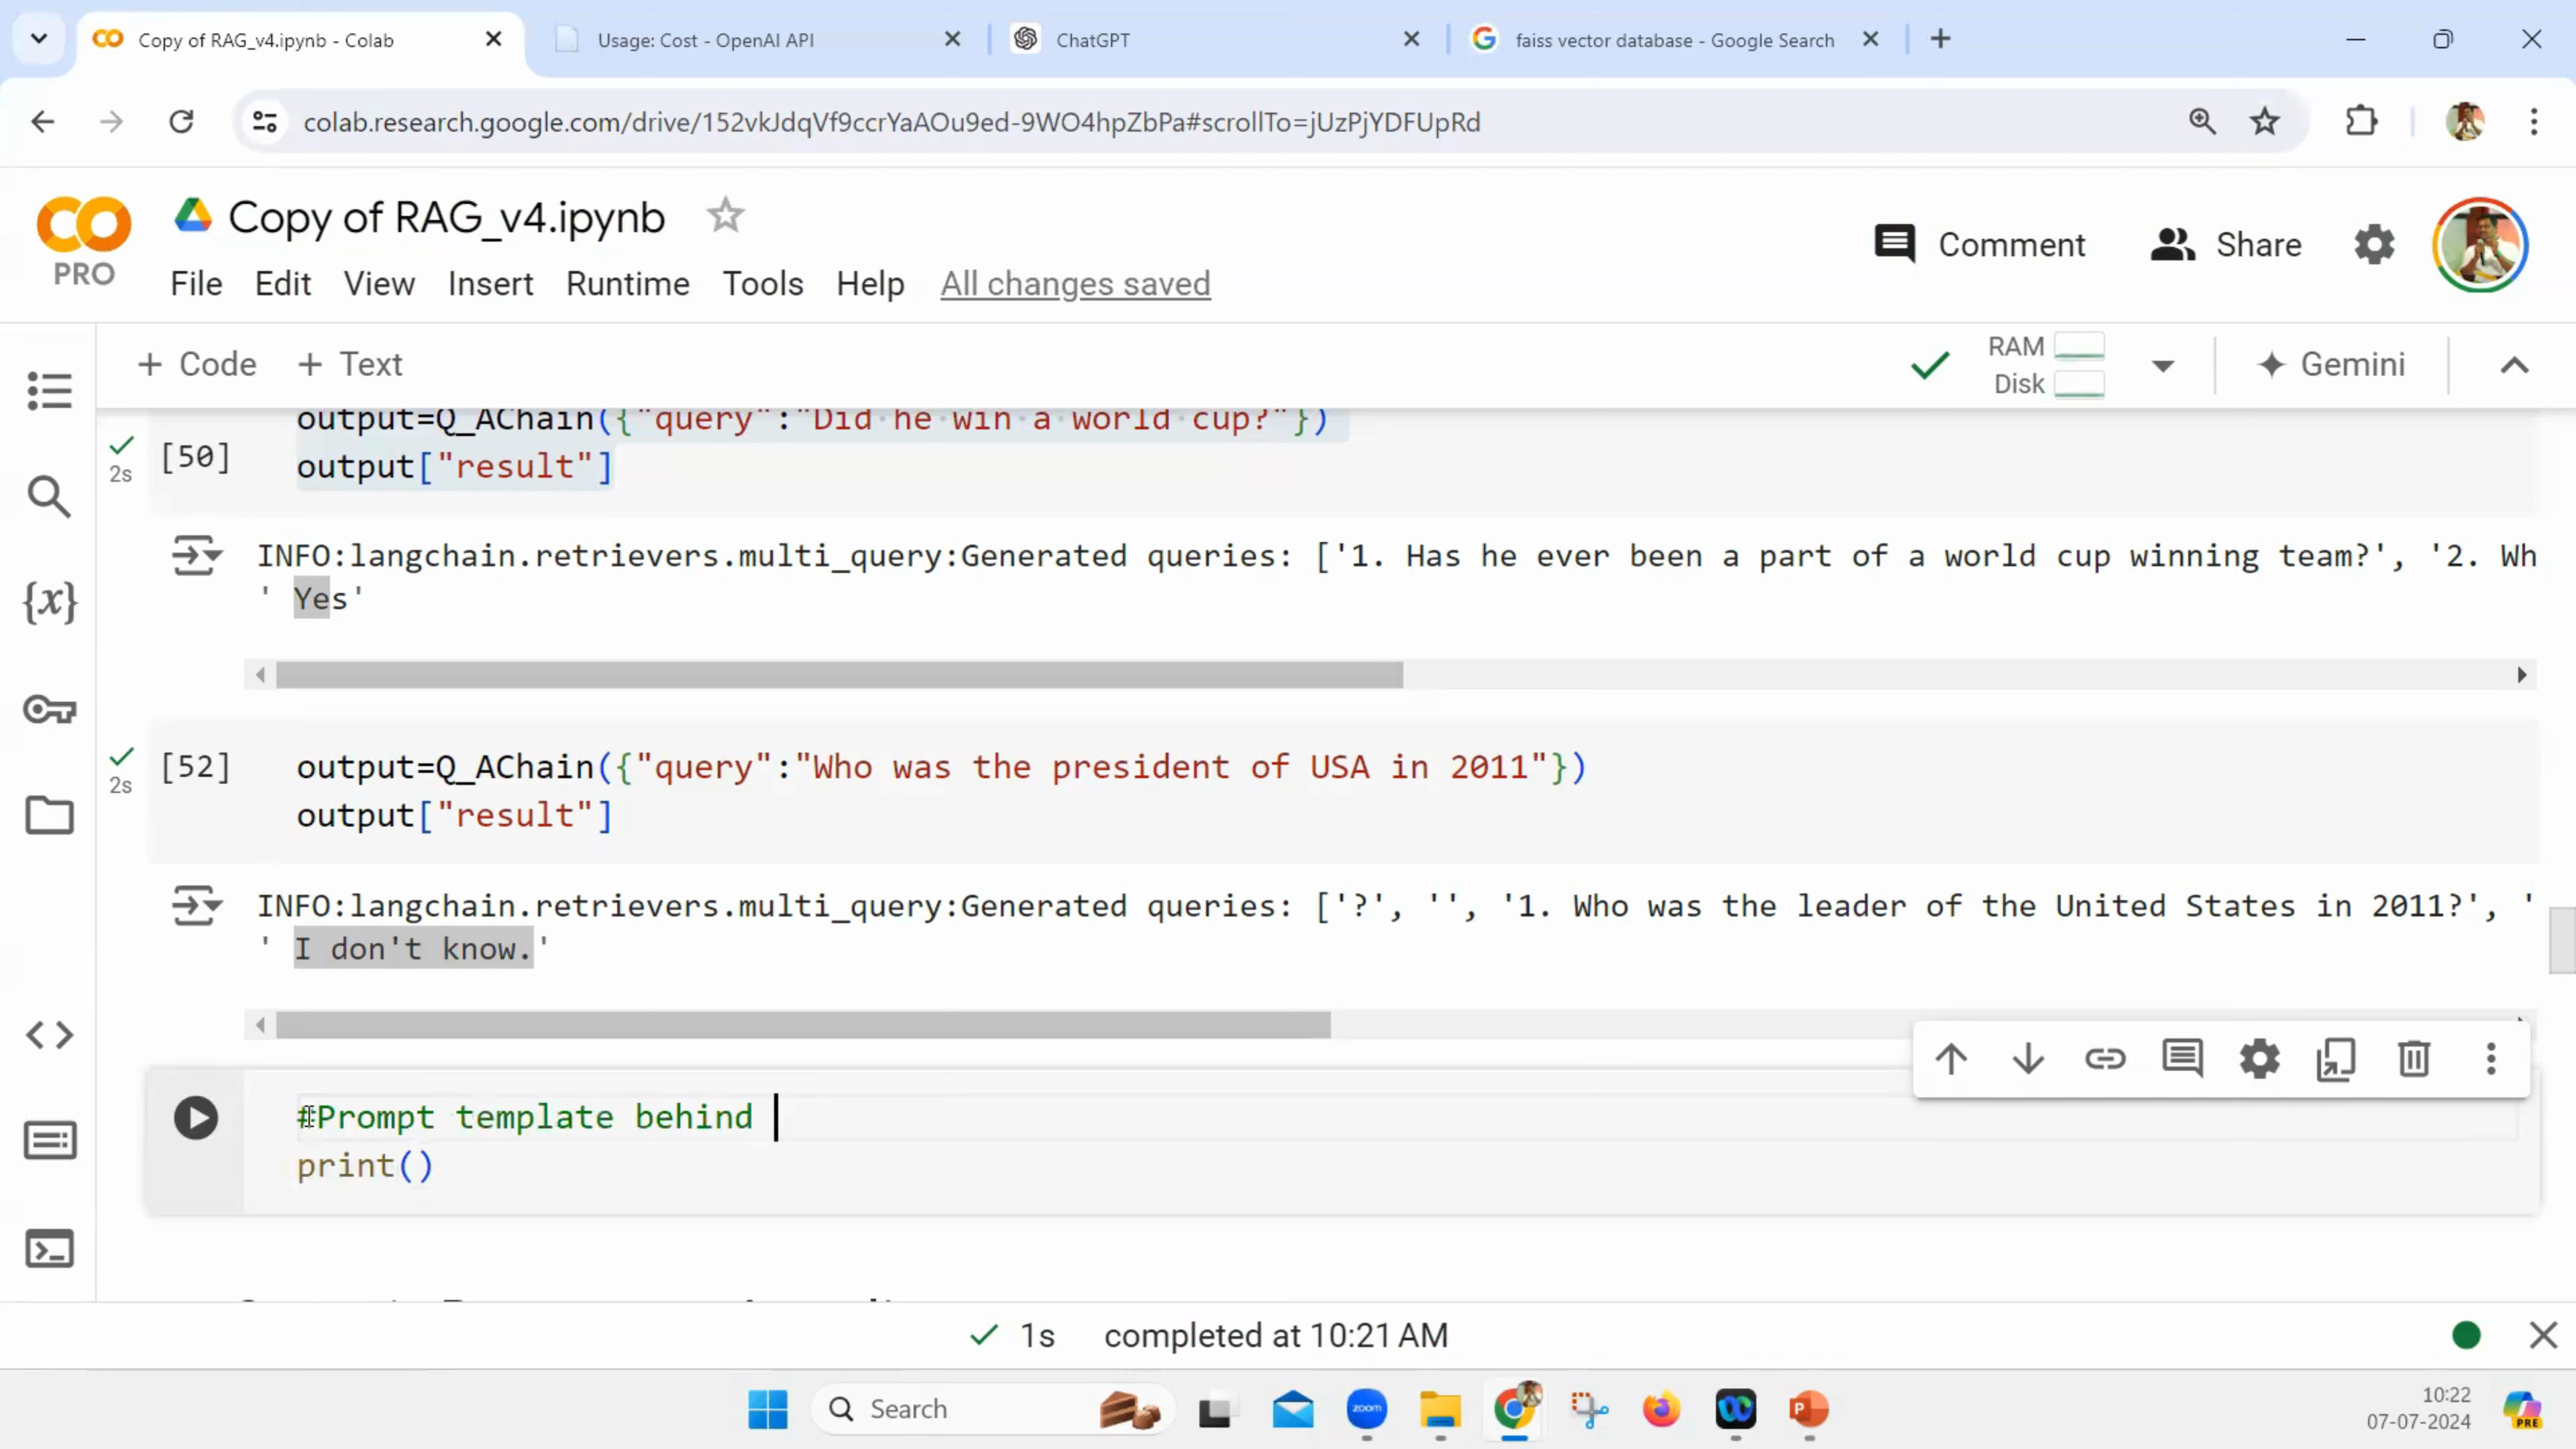 Copy of RAG_v4.ipynb - Colab
Usage: Cost - OpenAI API
ChatGPT
faiss vector database - Google Search
colab.research.google.com/drive/152vkJdqVf9ccrYaAOu9ed-9WO4hpZbPa#scrollTo=jUzPjYDFUpRd
PRO
Copy of RAG_v4.ipynb
File Edit View Insert Runtime Tools Help All changes saved
Comment
Share
+ Code + Text
RAM
Disk
Gemini
output=Q_AChain({"query":"Did he win a world cup?"})
[50]
2s
output["result"]
INFO:langchain.retrievers.multi_query:Generated queries: ['1. Has he ever been a part of a world cup winning team?', '2. Wh
' Yes'
[52]
2s
output=Q_AChain({"query":"Who was the president of USA in 2011"})
output["result"]
INFO:langchain.retrievers.multi_query:Generated queries: ['?', '', '1. Who was the leader of the United States in 2011?', '
' I don't know.'
#Prompt template behind
print()
1s completed at 10:21 AM
Search
zoom
10:22
07-07-2024
PRE